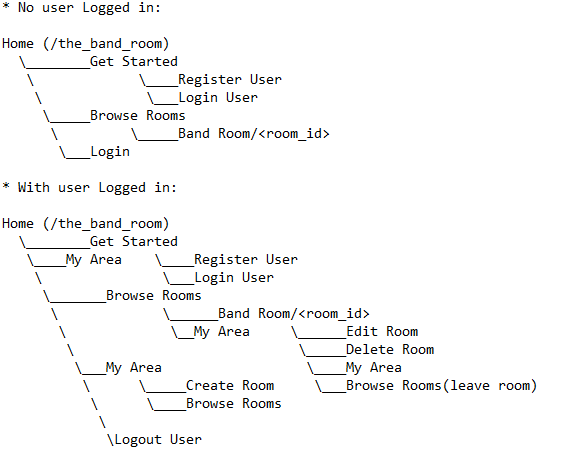 * No user Logged in:
Home (/the_band_room)
\________Get Started
\ \____Register User
\ \___Login User
\_____Browse Rooms
\ \_____Band Room/<room_id>
\___Login
* With user Logged in:
Home (/the_band_room)
\________Get Started
\____My Area \____Register User
\ \___Login User
\_______Browse Rooms
\ \______Band Room/<room_id>
\ \__My Area \______Edit Room
\ \_____Delete Room
\___My Area \____My Area
\ \_____Create Room \___Browse Rooms(leave room)
\ \____Browse Rooms
\
\Logout User